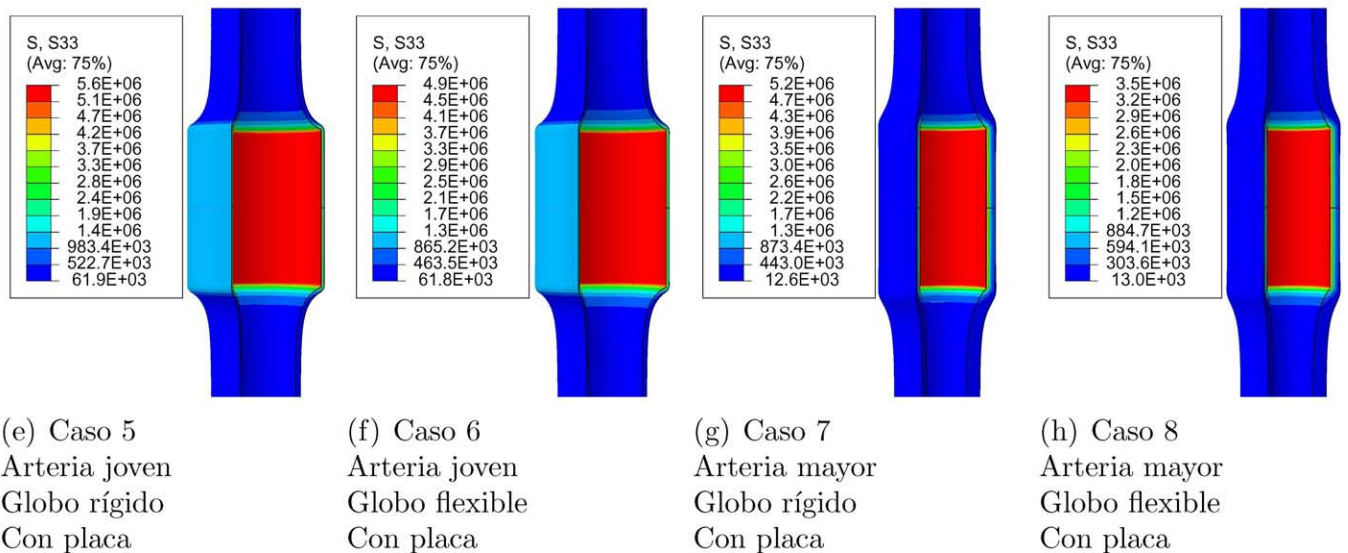 S, S33
(Avg: 75%)
5.6E+06
5.1E+06
4.7E+06
4.2E+06
3.7E+06
3.3E+06
2.8E+06
2.4E+06
1.9E+06
1.4E+06
983.4E+03
522.7E+03
61.9E+03
S, S33
(Avg: 75%)
4.9E+06
4.5E+06
4.1E+06
3.7E+06
3.3E+06
2.9E+06
2.5E+06
2.1E+06
1.7E+06
1.3E+06
865.2E+03
463.5E+03
61.8E+03
S, S33
(Avg: 75%)
5.2E+06
4.7E+06
4.3E+06
3.9E+06
3.5E+06
3.0E+06
2.6E+06
2.2E+06
1.7E+06
1.3E+06
873.4E+03
443.0E+03
12.6E+03
S, S33
(Avg: 75%)
3.5E+06
3.2E+06
2.9E+06
2.6E+06
2.3E+06
2.0E+06
1.8E+06
1.5E+06
1.2E+06
884.7E+03
594.1E+03
303.6E+03
13.0E+03
(e) Caso 5
Arteria joven
Globo rígido
Con placa
(f) Caso 6
Arteria joven
Globo flexible
Con placa
(g) Caso 7
Arteria mayor
Globo rígido
Con placa
(h) Caso 8
Arteria mayor
Globo flexible
Con placa